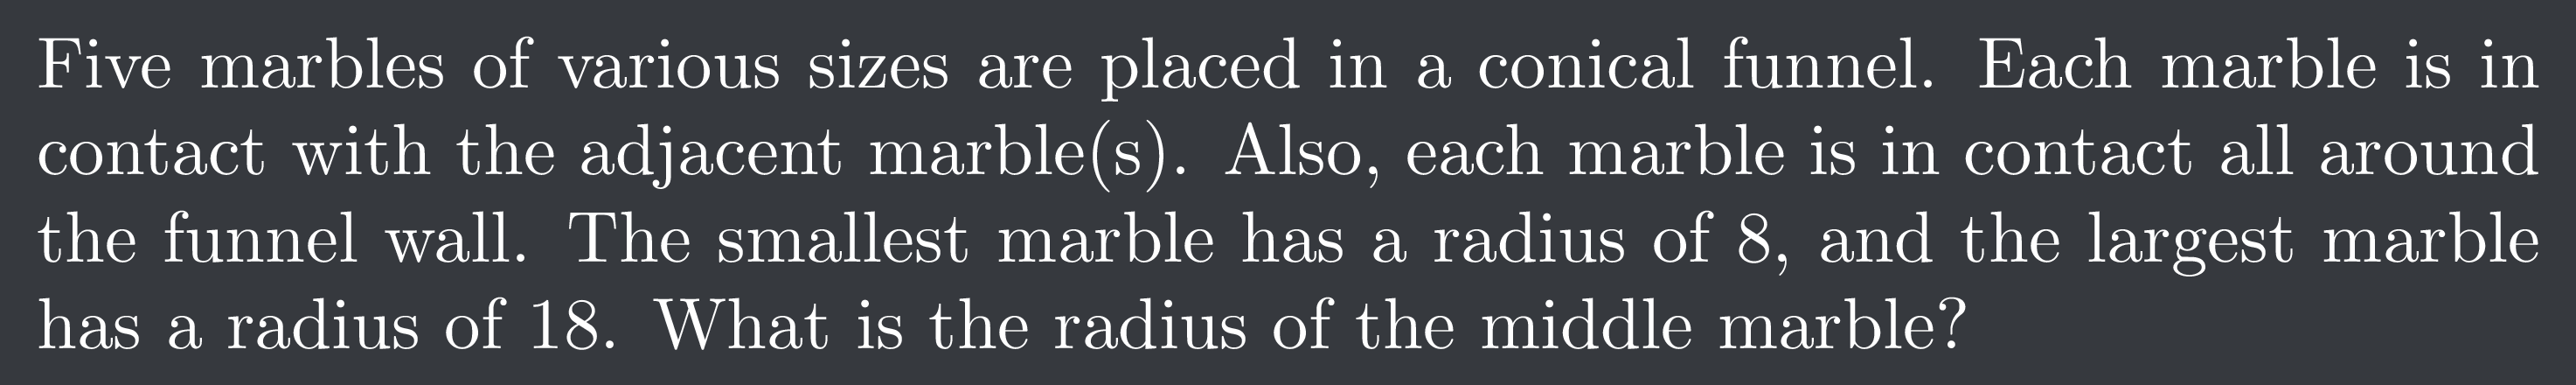 Five marbles of various sizes are placed in a conical funnel. Each marble is in
contact with the adjacent marble(s). Also, each marble is in contact all around
the funnel wall. The smallest marble has a radius of 8, and the largest marble
has a radius of 18. What is the radius of the middle marble?